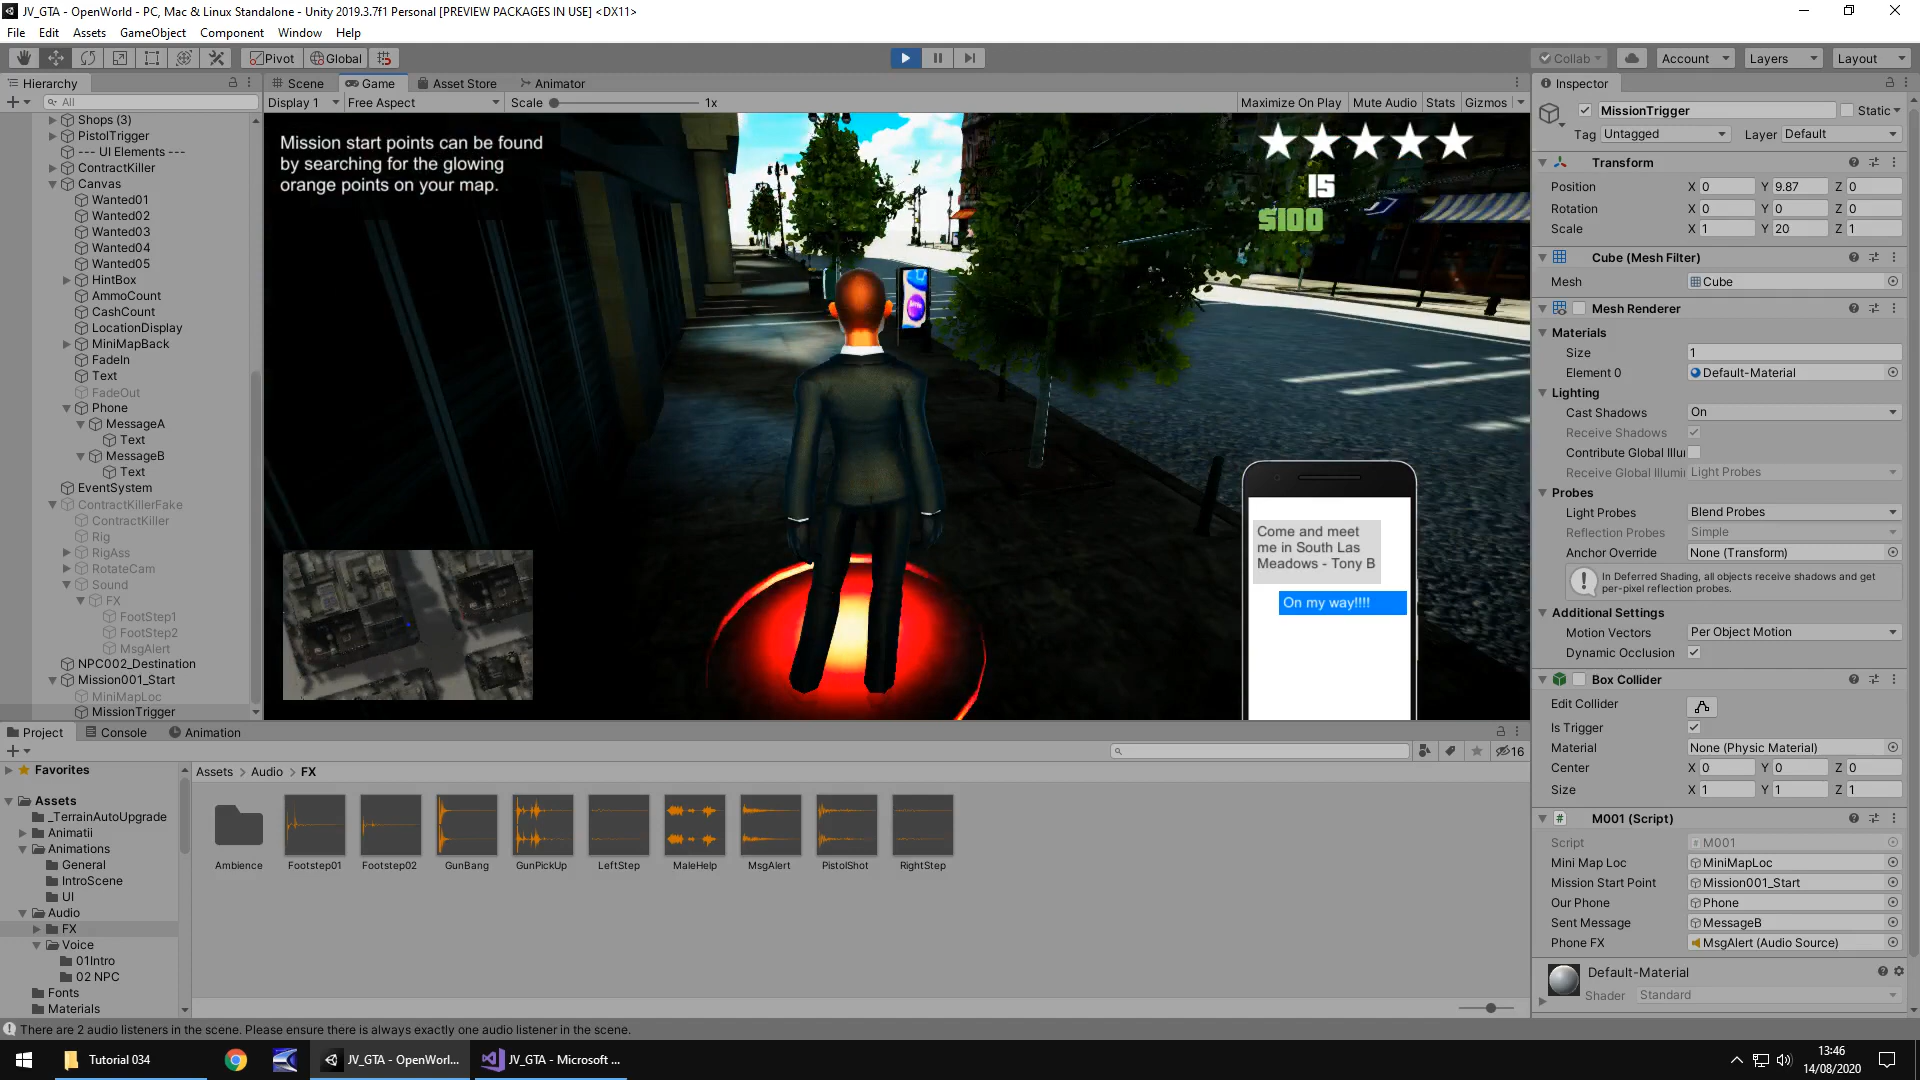 JV_GTA - OpenWorld - PC, Mac & Linux Standalone - Unity 2019.3.7f1 Personal [PREVIEW PACKAGES IN USE] <DX11>
File Edit Assets GameObject Component Window Help
Pivot Global Collab Account Layers Layout
Hierarchy
All
Shops (3)
PistolTrigger
--- UI Elements ---
ContractKiller
Canvas
Wanted01
Wanted02
Wanted03
Wanted04
Wanted05
HintBox
AmmoCount
CashCount
LocationDisplay
MiniMapBack
FadeIn
Text
FadeOut
Phone
MessageA
Text
MessageB
Text
EventSystem
ContractKillerFake
ContractKiller
Rig
RigAss
RotateCam
Sound
FX
FootStep1
FootStep2
MsgAlert
NPC002_Destination
Mission001_Start
MiniMapLoc
MissionTrigger
Scene Game Asset Store Animator
Display 1 Free Aspect Scale 1x Maximize On Play Mute Audio Stats Gizmos
Mission start points can be found
by searching for the glowing
orange points on your map.
15
$100
Come and meet
me in South Las
Meadows - Tony B
On my way!!!!
Inspector
MissionTrigger Static
Tag Untagged Layer Default
Transform
Position X 0 Y 9.87 Z 0
Rotation X 0 Y 0 Z 0
Scale X 1 Y 20 Z 1
Cube (Mesh Filter)
Mesh Cube
Mesh Renderer
Materials
Size 1
Element 0 Default-Material
Lighting
Cast Shadows On
Receive Shadows
Contribute Global Illui
Receive Global Illumii Light Probes
Probes
Light Probes Blend Probes
Reflection Probes Simple
Anchor Override None (Transform)
In Deferred Shading, all objects receive shadows and get
per-pixel reflection probes.
Additional Settings
Motion Vectors Per Object Motion
Dynamic Occlusion
Box Collider
Edit Collider
Is Trigger
Material None (Physic Material)
Center X 0 Y 0 Z 0
Size X 1 Y 1 Z 1
M001 (Script)
Script M001
Mini Map Loc MiniMapLoc
Mission Start Point Mission001_Start
Our Phone Phone
Sent Message MessageB
Phone FX MsgAlert (Audio Source)
Default-Material
Shader Standard
Project Console Animation
16
Favorites
Assets
_TerrainAutoUpgrade
Animatii
Animations
General
IntroScene
UI
Audio
FX
Voice
01Intro
02 NPC
Fonts
Materials
Assets > Audio > FX
Ambience Footstep01 Footstep02 GunBang GunPickUp LeftStep MaleHelp MsgAlert PistolShot RightStep
There are 2 audio listeners in the scene. Please ensure there is always exactly one audio listener in the scene.
Tutorial 034 JV_GTA - OpenWorl... JV_GTA - Microsoft ...
13:46
14/08/2020